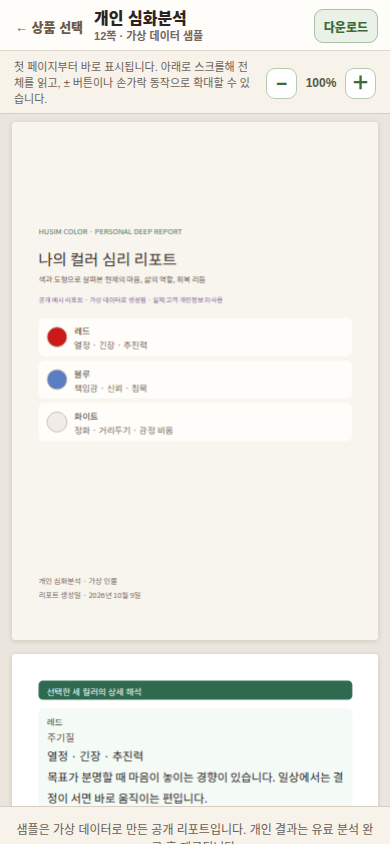 ← 상품 선택
개인 심화분석
12쪽 · 가상 데이터 샘플
다운로드
첫 페이지부터 바로 표시됩니다. 아래로 스크롤해 전
체를 읽고, ± 버튼이나 손가락 동작으로 확대할 수 있
습니다.
−
100%
+
HUSIM COLOR · PERSONAL DEEP REPORT
나의 컬러 심리 리포트
색과 도형으로 살펴본 현재의 마음, 삶의 역할, 회복 리듬
공개 예시 리포트 · 가상 데이터로 생성됨 · 실제 고객 개인정보 미사용
레드
열정 · 긴장 · 추진력
블루
책임감 · 신뢰 · 침묵
화이트
정화 · 거리두기 · 감정 비움
개인 심화분석 · 가상 인물
리포트 생성일 · 2026년 10월 9일
선택한 세 컬러의 상세 해석
레드
주기질
열정 · 긴장 · 추진력
목표가 분명할 때 마음이 놓이는 경향이 있습니다. 일상에서는 결
정이 서면 바로 움직이는 편입니다.
샘플은 가상 데이터로 만든 공개 리포트입니다. 개인 결과는 유료 분석 완